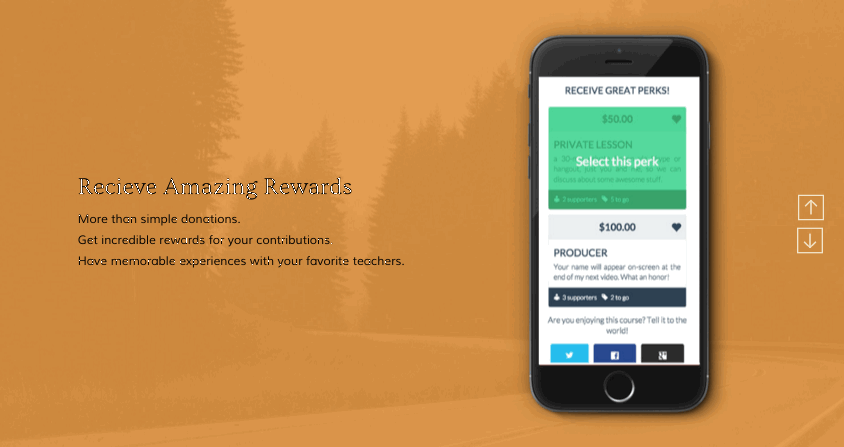 Recieve Amazing Rewards
More than simple donations.
Get incredible rewards for your contributions.
Have memorable experiences with your favorite teachers.
RECEIVE GREAT PERKS!
$50.00
PRIVATE LESSON
Select this perk
hangout, just you and me, so we can
discuss about some awesome stuff.
3 supporters 5 to go
$100.00
PRODUCER
Your name will appear on-screen at the
end of my next video. What an honor!
3 supporters 2 to go
Are you enjoying this course? Tell it to the
world!